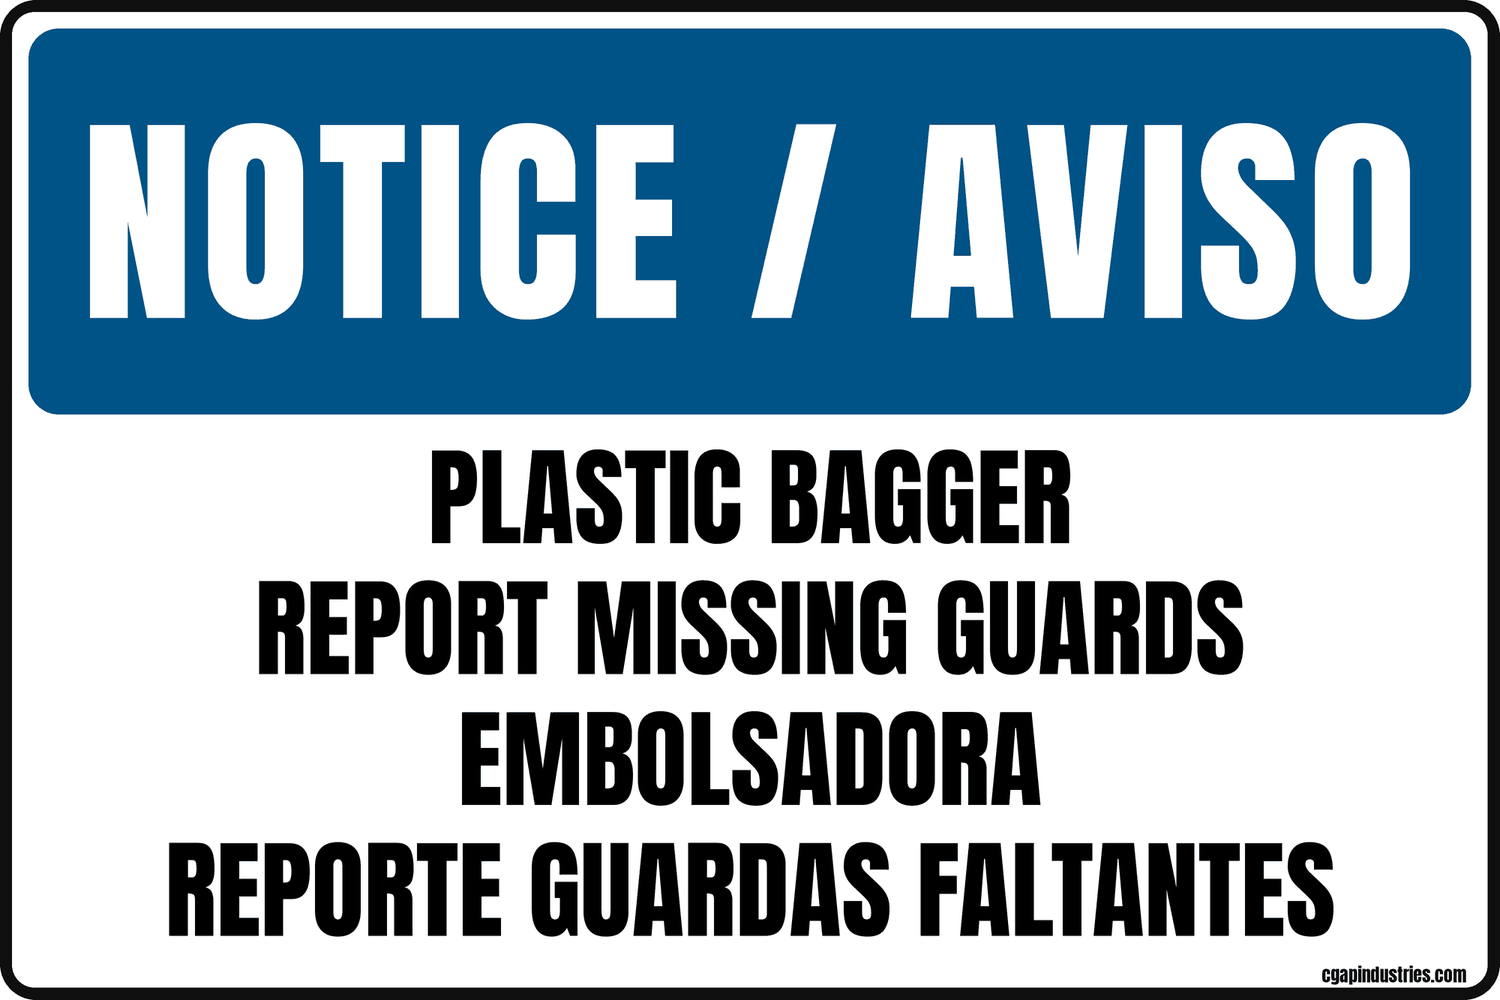 NOTICE / AVISO
PLASTIC BAGGER
REPORT MISSING GUARDS
EMBOLSADORA
REPORTE GUARDAS FALTANTES
cgapindustries.com